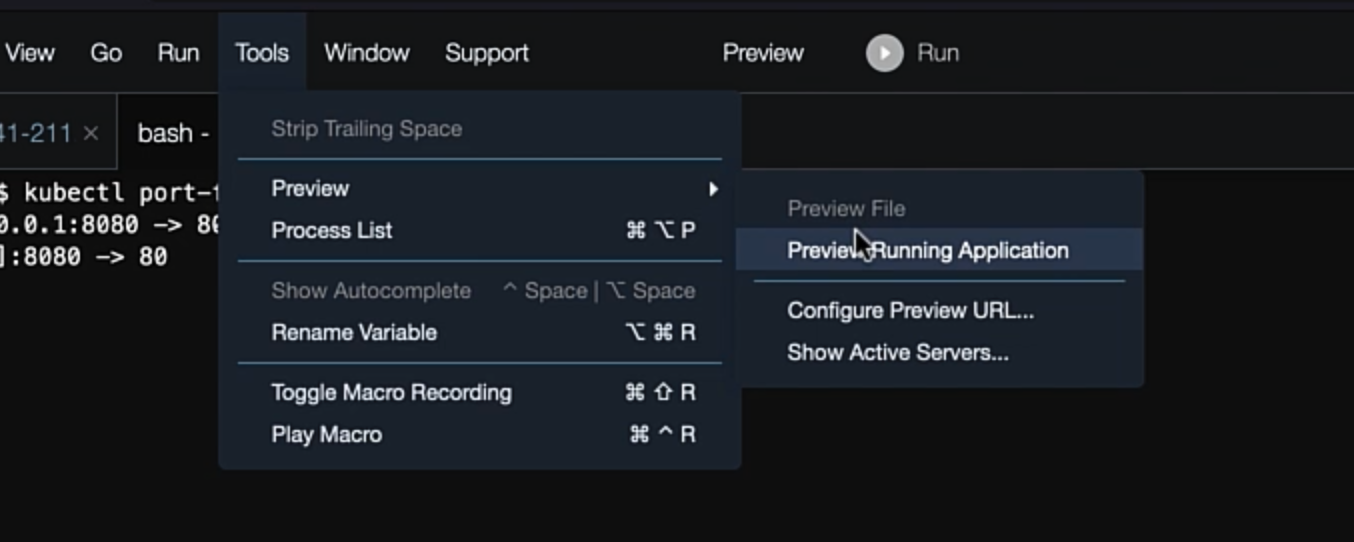 View Go Run Tools Window Support Preview Run
41-211 × bash -
Strip Trailing Space
$ kubectl port-f
Preview
0.0.1:8080 -> 80
Process List ⌘ ⌥ P
]:8080 -> 80
Show Autocomplete ^ Space | ⌥ Space
Rename Variable ⌥ ⌘ R
Toggle Macro Recording ⌘ ⇧ R
Play Macro ⌘ ^ R
Preview File
Preview Running Application
Configure Preview URL...
Show Active Servers...